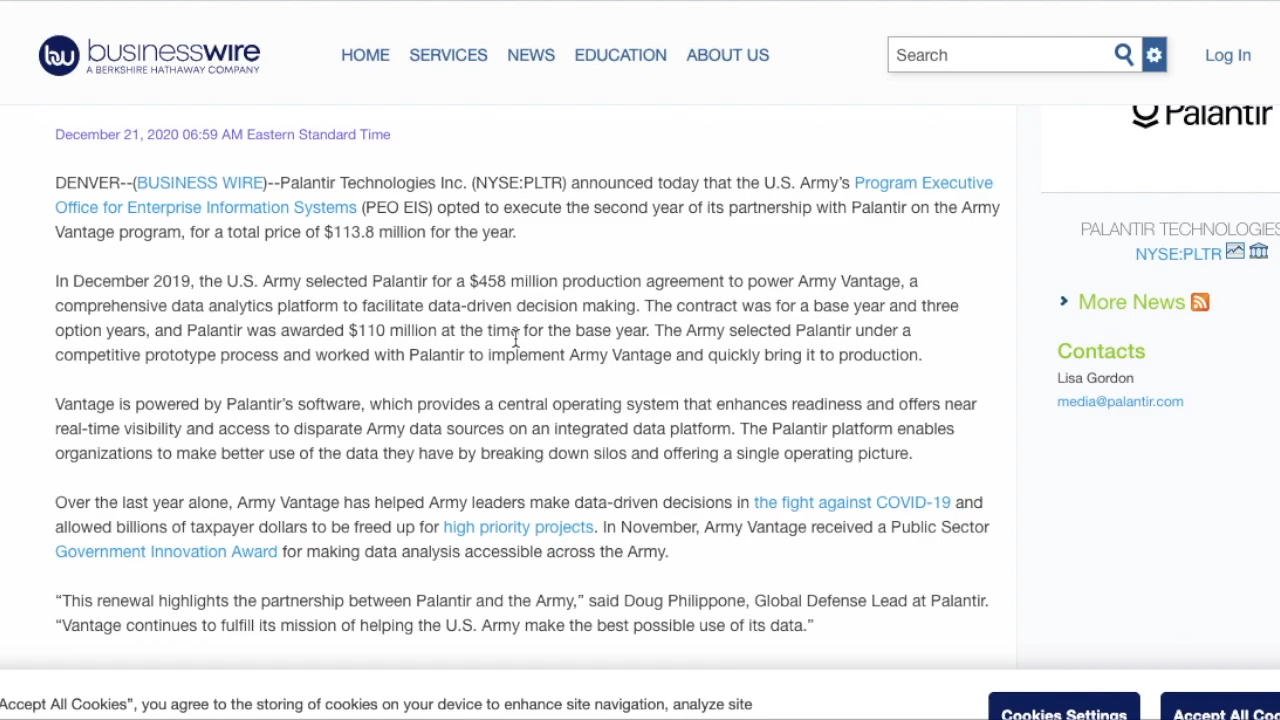 businesswire
A BERKSHIRE HATHAWAY COMPANY
HOME SERVICES NEWS EDUCATION ABOUT US
Search
Log In
Palantir
December 21, 2020 06:59 AM Eastern Standard Time
DENVER--(BUSINESS WIRE)--Palantir Technologies Inc. (NYSE:PLTR) announced today that the U.S. Army’s Program Executive
Office for Enterprise Information Systems (PEO EIS) opted to execute the second year of its partnership with Palantir on the Army
Vantage program, for a total price of $113.8 million for the year.
In December 2019, the U.S. Army selected Palantir for a $458 million production agreement to power Army Vantage, a
comprehensive data analytics platform to facilitate data-driven decision making. The contract was for a base year and three
option years, and Palantir was awarded $110 million at the time for the base year. The Army selected Palantir under a
competitive prototype process and worked with Palantir to implement Army Vantage and quickly bring it to production.
Vantage is powered by Palantir’s software, which provides a central operating system that enhances readiness and offers near
real-time visibility and access to disparate Army data sources on an integrated data platform. The Palantir platform enables
organizations to make better use of the data they have by breaking down silos and offering a single operating picture.
Over the last year alone, Army Vantage has helped Army leaders make data-driven decisions in the fight against COVID-19 and
allowed billions of taxpayer dollars to be freed up for high priority projects. In November, Army Vantage received a Public Sector
Government Innovation Award for making data analysis accessible across the Army.
“This renewal highlights the partnership between Palantir and the Army,” said Doug Philippone, Global Defense Lead at Palantir.
“Vantage continues to fulfill its mission of helping the U.S. Army make the best possible use of its data.”
PALANTIR TECHNOLOGIES
NYSE:PLTR
More News
Contacts
Lisa Gordon
media@palantir.com
Accept All Cookies”, you agree to the storing of cookies on your device to enhance site navigation, analyze site
Cookies Settings
Accept All Coo